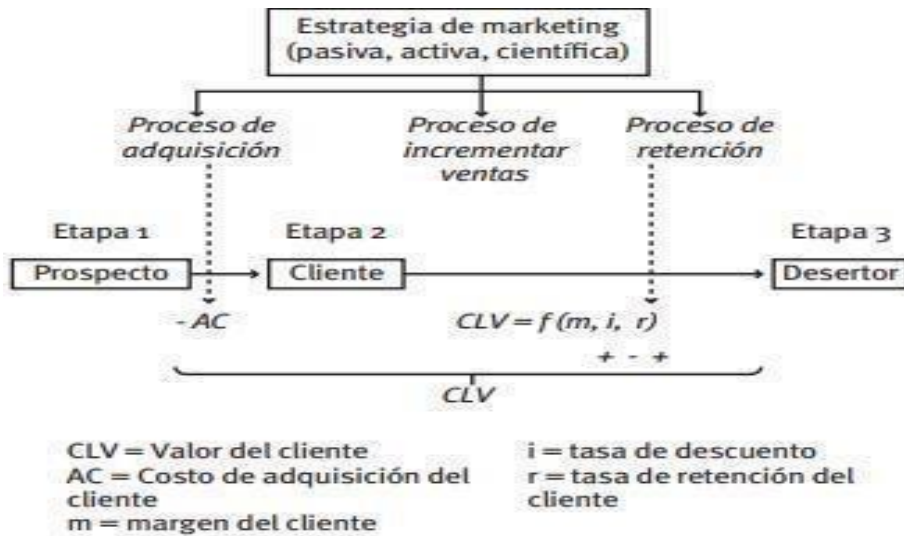 Estrategia de marketing
(pasiva, activa, científica)
Proceso de
adquisición
Proceso de
incrementar
ventas
Proceso de
retención
Etapa 1
Etapa 2
Etapa 3
Prospecto
Cliente
Desertor
- AC
CLV = f (m, i, r)
+ - +
CLV
CLV = Valor del cliente
AC = Costo de adquisición del
cliente
m = margen del cliente
i = tasa de descuento
r = tasa de retención del
cliente